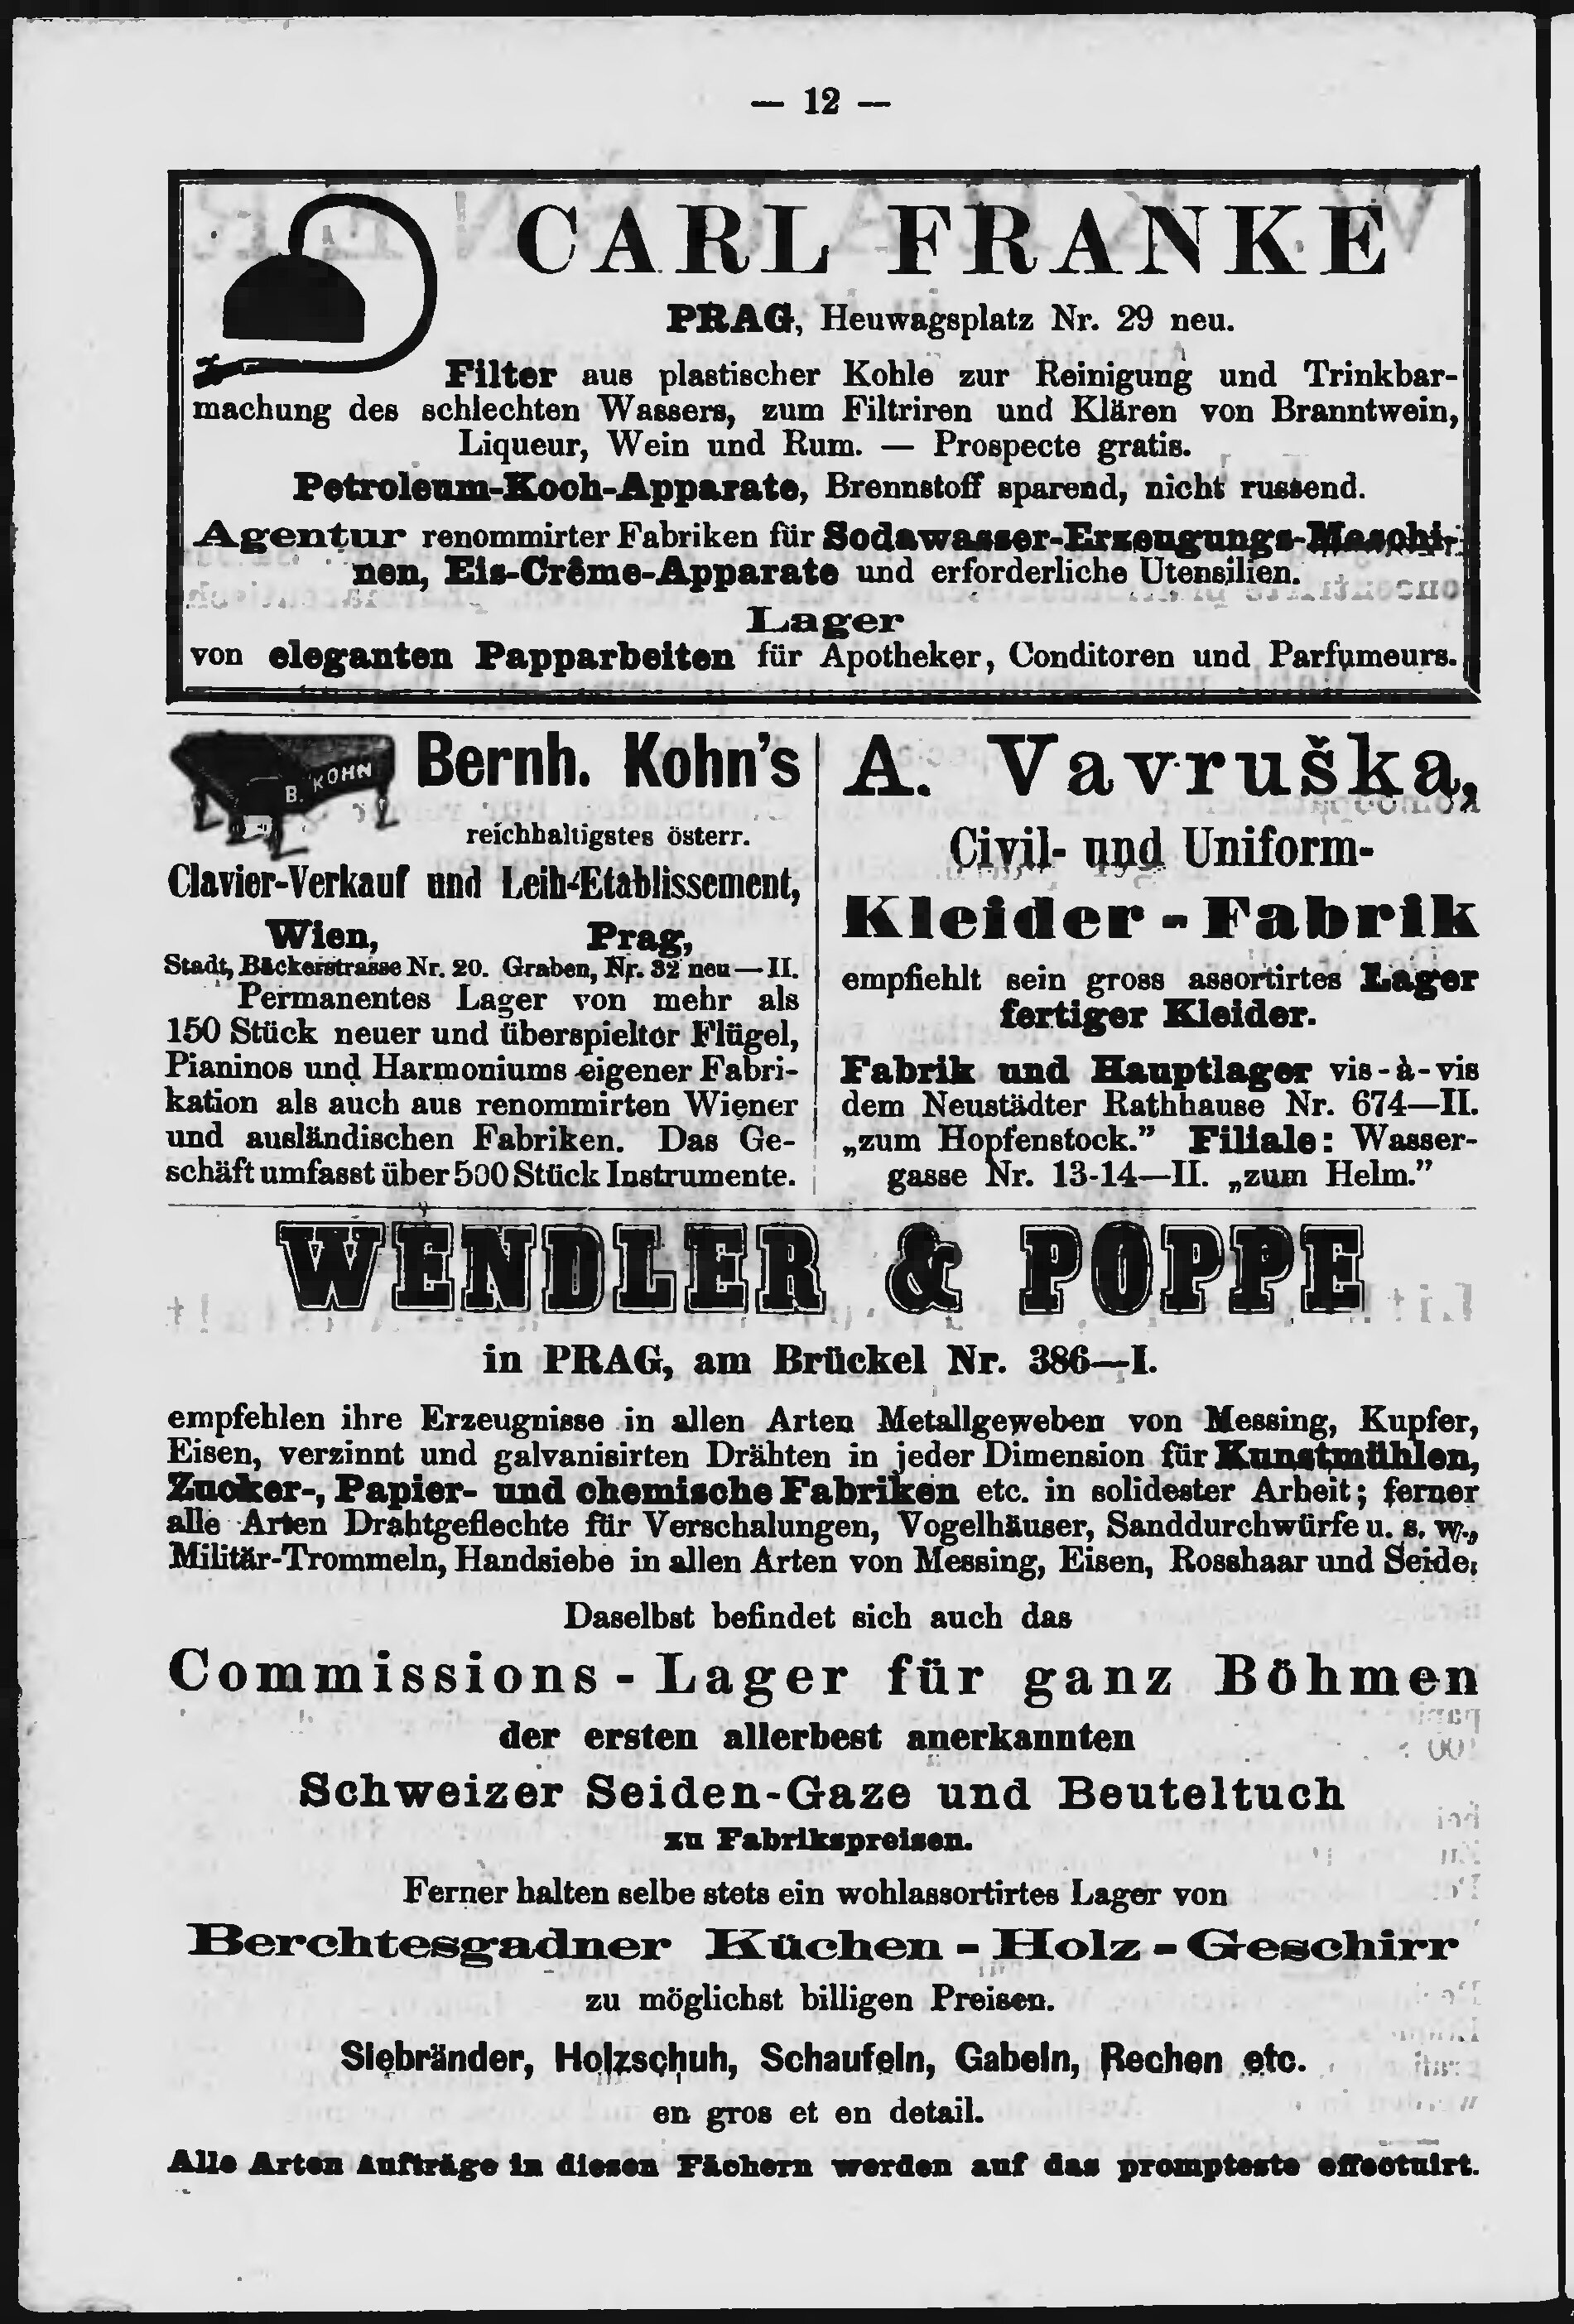 — 12 —
CARL FRANKE
PRAG, Heuwagsplatz Nr. 29 neu.
Filter aus plastischer Kohle zur Reinigung und Trinkbar-
machung des schlechten Wassers, zum Filtriren und Klären von Branntwein,
Liqueur, Wein und Rum. — Prospecte gratis.
Petroleum-Koch-Apparate, Brennstoff sparend, nicht russend.
Agentur renommirter Fabriken für Sodawasser-Erzeugungs-Maschi-
nen, Eis-Crême-Apparate und erforderliche Utensilien.
Lager
von eleganten Papparbeiten für Apotheker, Conditoren und Parfumeurs.
B. KOHN
Bernh. Kohn's
reichhaltigstes österr.
Clavier-Verkauf und Leih-Etablissement,
Wien, Prag,
Stadt, Bäckerstrasse Nr. 20. Graben, Nr. 32 neu—II.
Permanentes Lager von mehr als
150 Stück neuer und überspielter Flügel,
Pianinos und Harmoniums eigener Fabri-
kation als auch aus renommirten Wiener
und ausländischen Fabriken. Das Ge-
schäft umfasst über 500 Stück Instrumente.
A. Vavruška,
Civil- und Uniform-
Kleider-Fabrik
empfiehlt sein gross assortirtes Lager
fertiger Kleider.
Fabrik und Hauptlager vis-à-vis
dem Neustädter Rathhause Nr. 674—II.
„zum Hopfenstock.” Filiale: Wasser-
gasse Nr. 13-14—II. „zum Helm.”
WENDLER & POPPE
in PRAG, am Brückel Nr. 386—I.
empfehlen ihre Erzeugnisse in allen Arten Metallgeweben von Messing, Kupfer,
Eisen, verzinnt und galvanisirten Drähten in jeder Dimension für Kunstmühlen,
Zucker-, Papier- und chemische Fabriken etc. in solidester Arbeit; ferner
alle Arten Drahtgeflechte für Verschalungen, Vogelhäuser, Sanddurchwürfe u. s. w.,
Militär-Trommeln, Handsiebe in allen Arten von Messing, Eisen, Rosshaar und Seide.
Daselbst befindet sich auch das
Commissions-Lager für ganz Böhmen
der ersten allerbest anerkannten
Schweizer Seiden-Gaze und Beuteltuch
zu Fabrikspreisen.
Ferner halten selbe stets ein wohlassortirtes Lager von
Berchtesgadner Küchen-Holz-Geschirr
zu möglichst billigen Preisen.
Siebränder, Holzschuh, Schaufeln, Gabeln, Rechen etc.
en gros et en detail.
Alle Arten Aufträge in diesen Fächern werden auf das prompteste effectuirt.